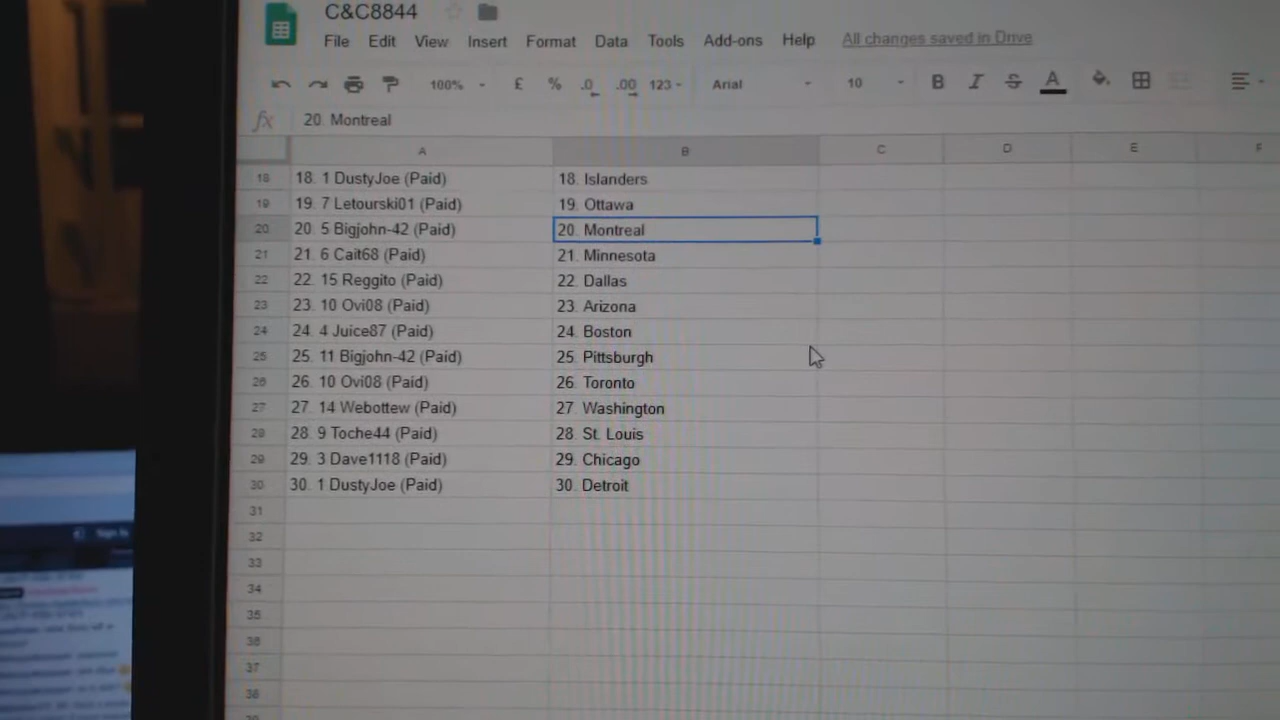 C&C8844
File Edit View Insert Format Data Tools Add-ons Help All changes saved in Drive
100% £ % .0 .00 123 Arial 10 B I S A
fx 20. Montreal
A B C D E F
18 18. 1 DustyJoe (Paid) 18. Islanders
19 19. 7 Letourski01 (Paid) 19. Ottawa
20 20. 5 Bigjohn-42 (Paid) 20. Montreal
21 21. 6 Cait68 (Paid) 21. Minnesota
22 22. 15 Reggito (Paid) 22. Dallas
23 23. 10 Ovi08 (Paid) 23. Arizona
24 24. 4 Juice87 (Paid) 24. Boston
25 25. 11 Bigjohn-42 (Paid) 25. Pittsburgh
26 26. 10 Ovi08 (Paid) 26. Toronto
27 27. 14 Webottew (Paid) 27. Washington
28 28. 9 Toche44 (Paid) 28. St. Louis
29 29. 3 Dave1118 (Paid) 29. Chicago
30 30. 1 DustyJoe (Paid) 30. Detroit
31
32
33
34
35
36
37
38
39
Sign In